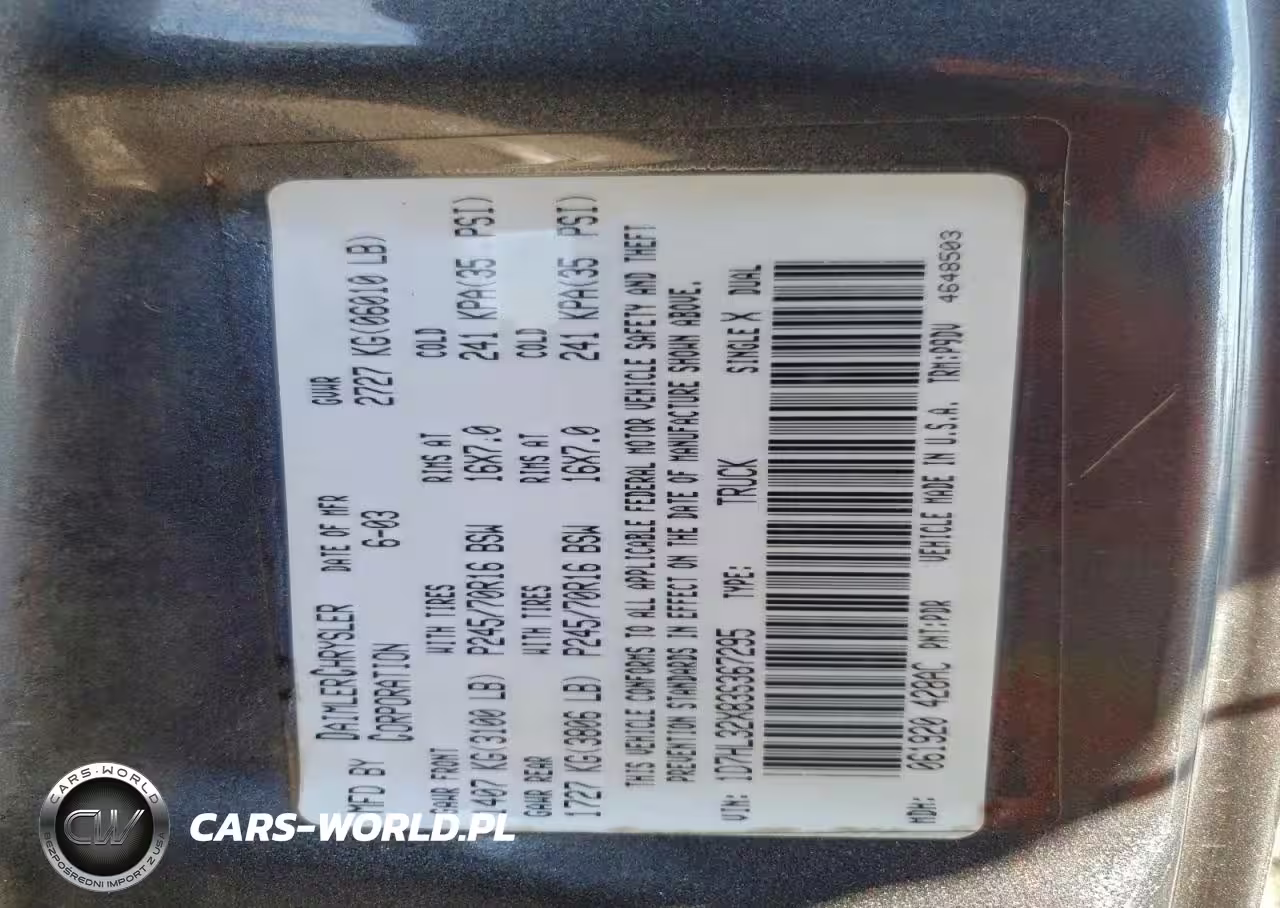 MFD BY DAIMLERCHRYSLER CORPORATION DATE OF MFR 6-03 GVWR 2727 KG(06010 LB)
GAWR FRONT WITH TIRES RIMS AT COLD
1407 KG(3100 LB) P245/70R16 BSW 16X7.0 241 KPA(35 PSI)
GAWR REAR WITH TIRES RIMS AT COLD
1727 KG(3806 LB) P245/70R16 BSW 16X7.0 241 KPA(35 PSI)
THIS VEHICLE CONFORMS TO ALL APPLICABLE FEDERAL MOTOR VEHICLE SAFETY AND THEFT
PREVENTION STANDARDS IN EFFECT ON THE DATE OF MANUFACTURE SHOWN ABOVE.
VIN: 1D7HL32X83S367295 TYPE: TRUCK SINGLE X DUAL
MDH: 061920 428AC PNT:PDR VEHICLE MADE IN U.S.A. TRM:P9DV 4648503
CARS-WORLD
CW
BEZPOŚREDNI IMPORT Z USA
CARS-WORLD.PL